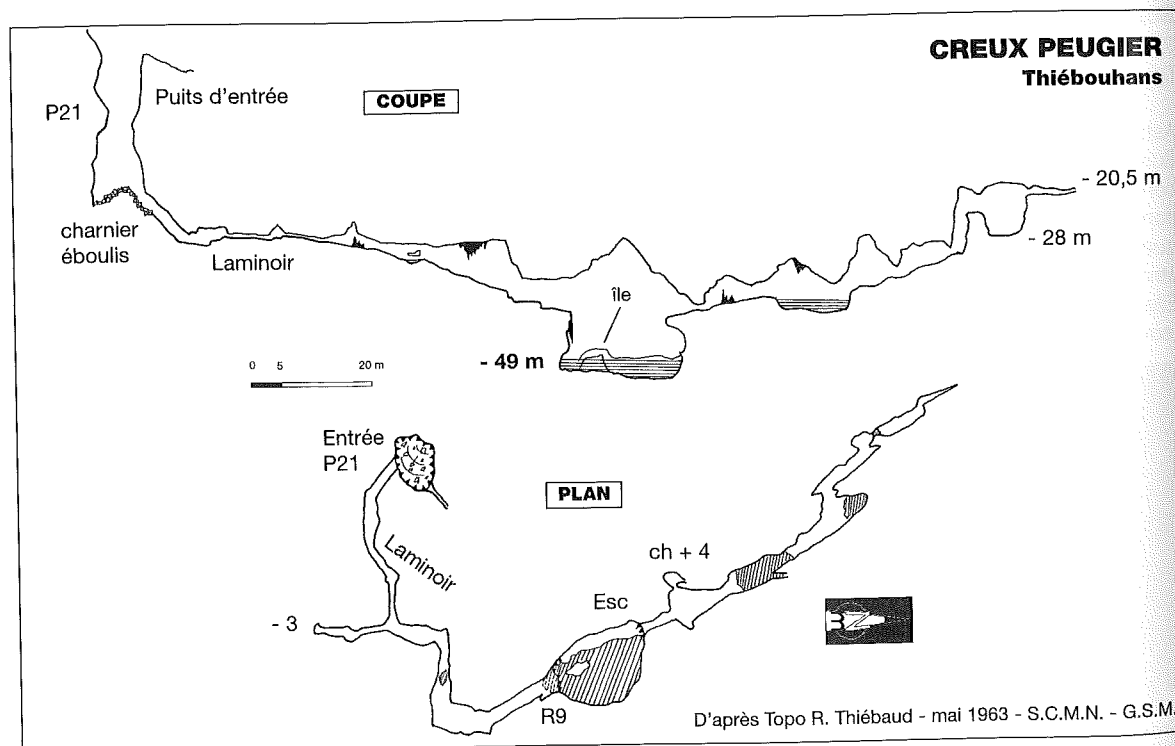 CREUX PEUGIER
Thiébouhans
COUPE
Puits d'entrée
P21
- 20,5 m
- 28 m
charnier
éboulis
Laminoir
île
- 49 m
0 5 20 m
Entrée
P21
PLAN
Laminoir
ch + 4
Esc
- 3
R9
D'après Topo R. Thiébaud - mai 1963 - S.C.M.N. - G.S.M.